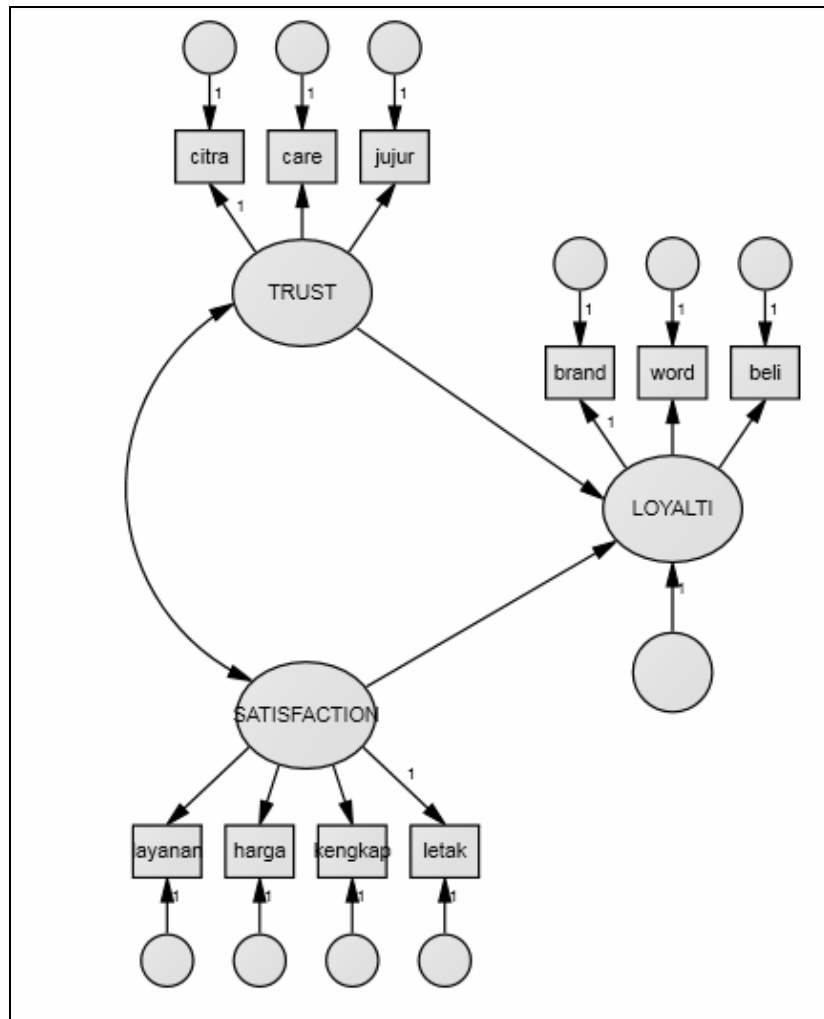 1 1 1
citra care jujur
1
TRUST
1 1 1
brand word beli
1
LOYALTI
1
SATISFACTION
1
ayanan harga kengkap letak
1 1 1 1